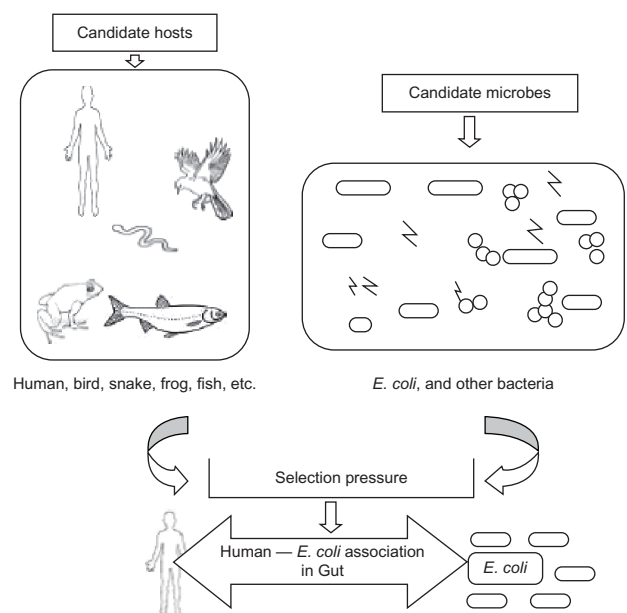 Candidate hosts
Candidate microbes
Human, bird, snake, frog, fish, etc.
E. coli, and other bacteria
Selection pressure
Human — E. coli association
in Gut
E. coli